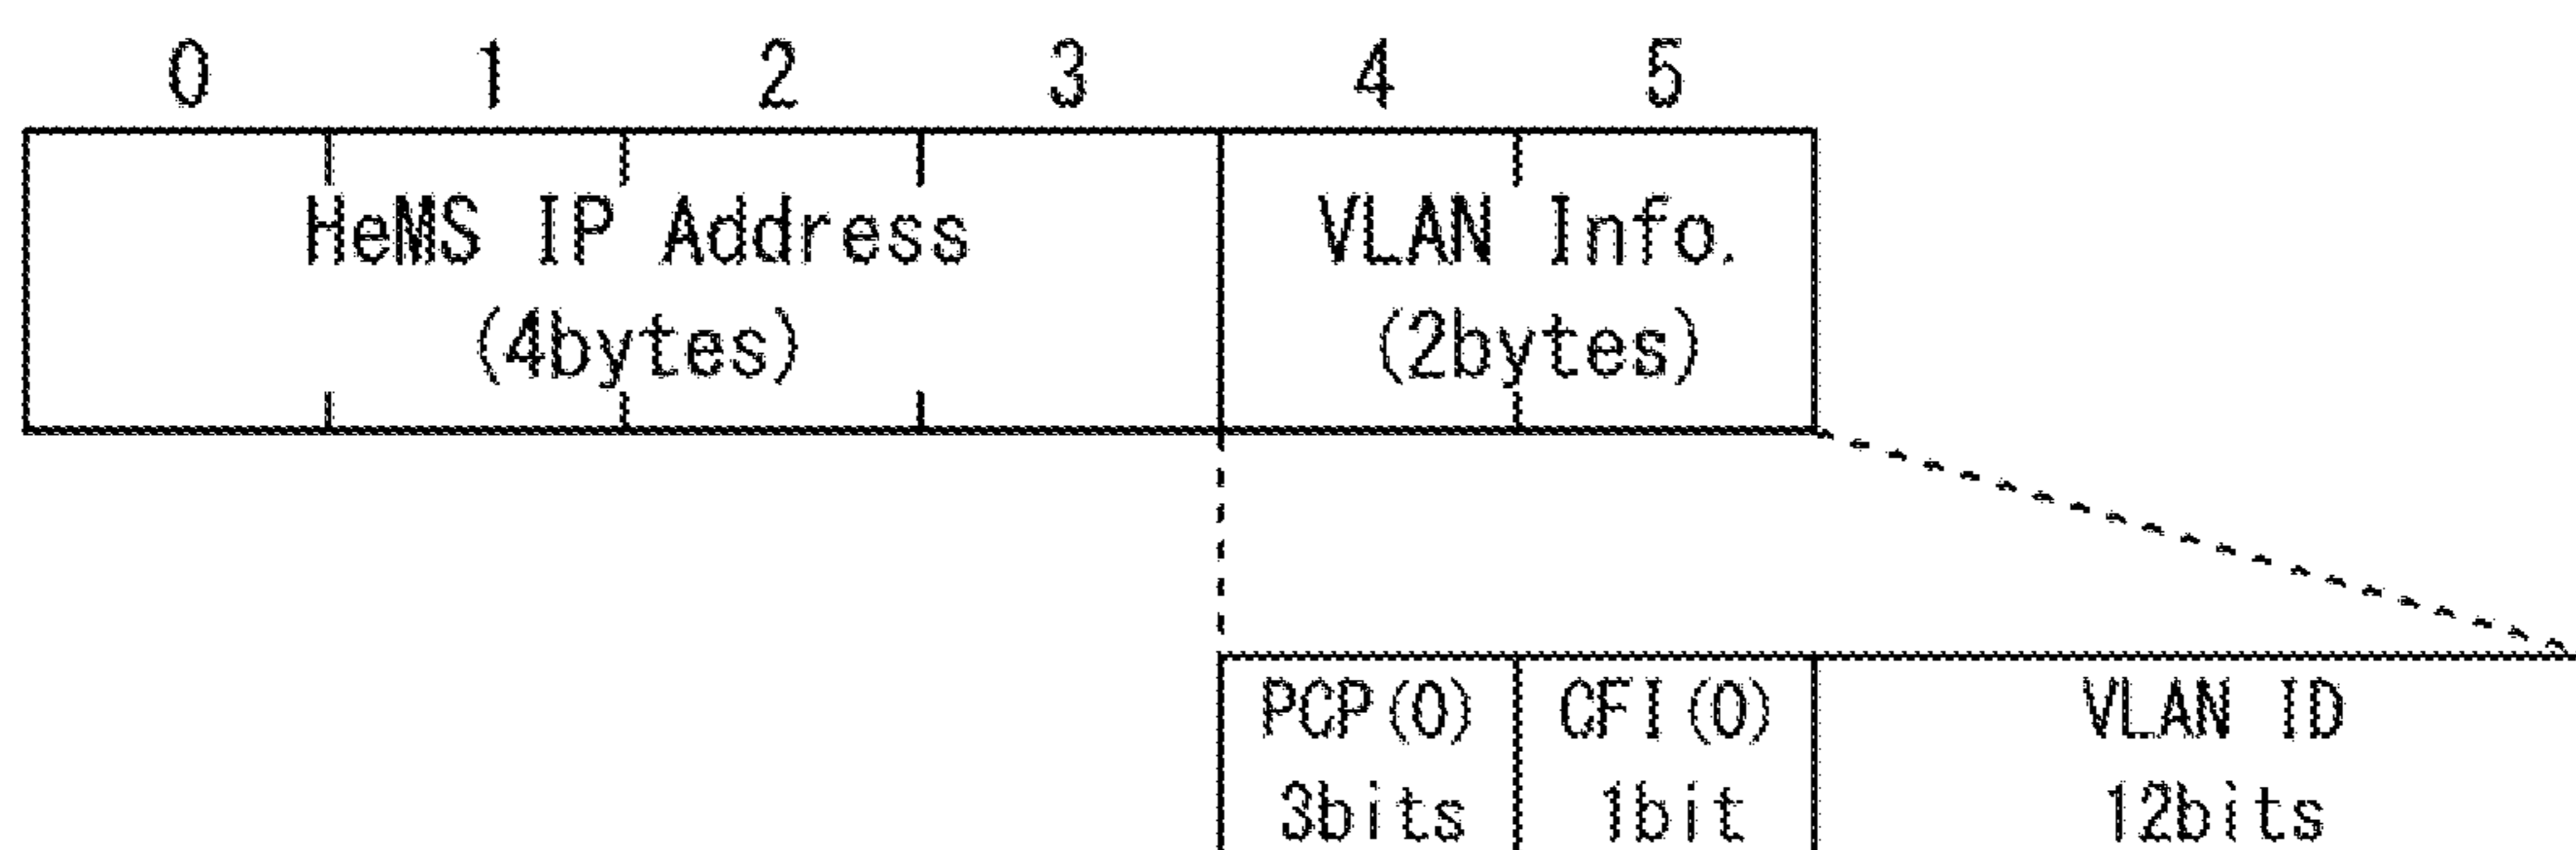 0 1 2 3 4 5
HeMS IP Address VLAN Info.
(4bytes) (2bytes)
PCP(0) CFI(0) VLAN ID
3bits 1bit 12bits